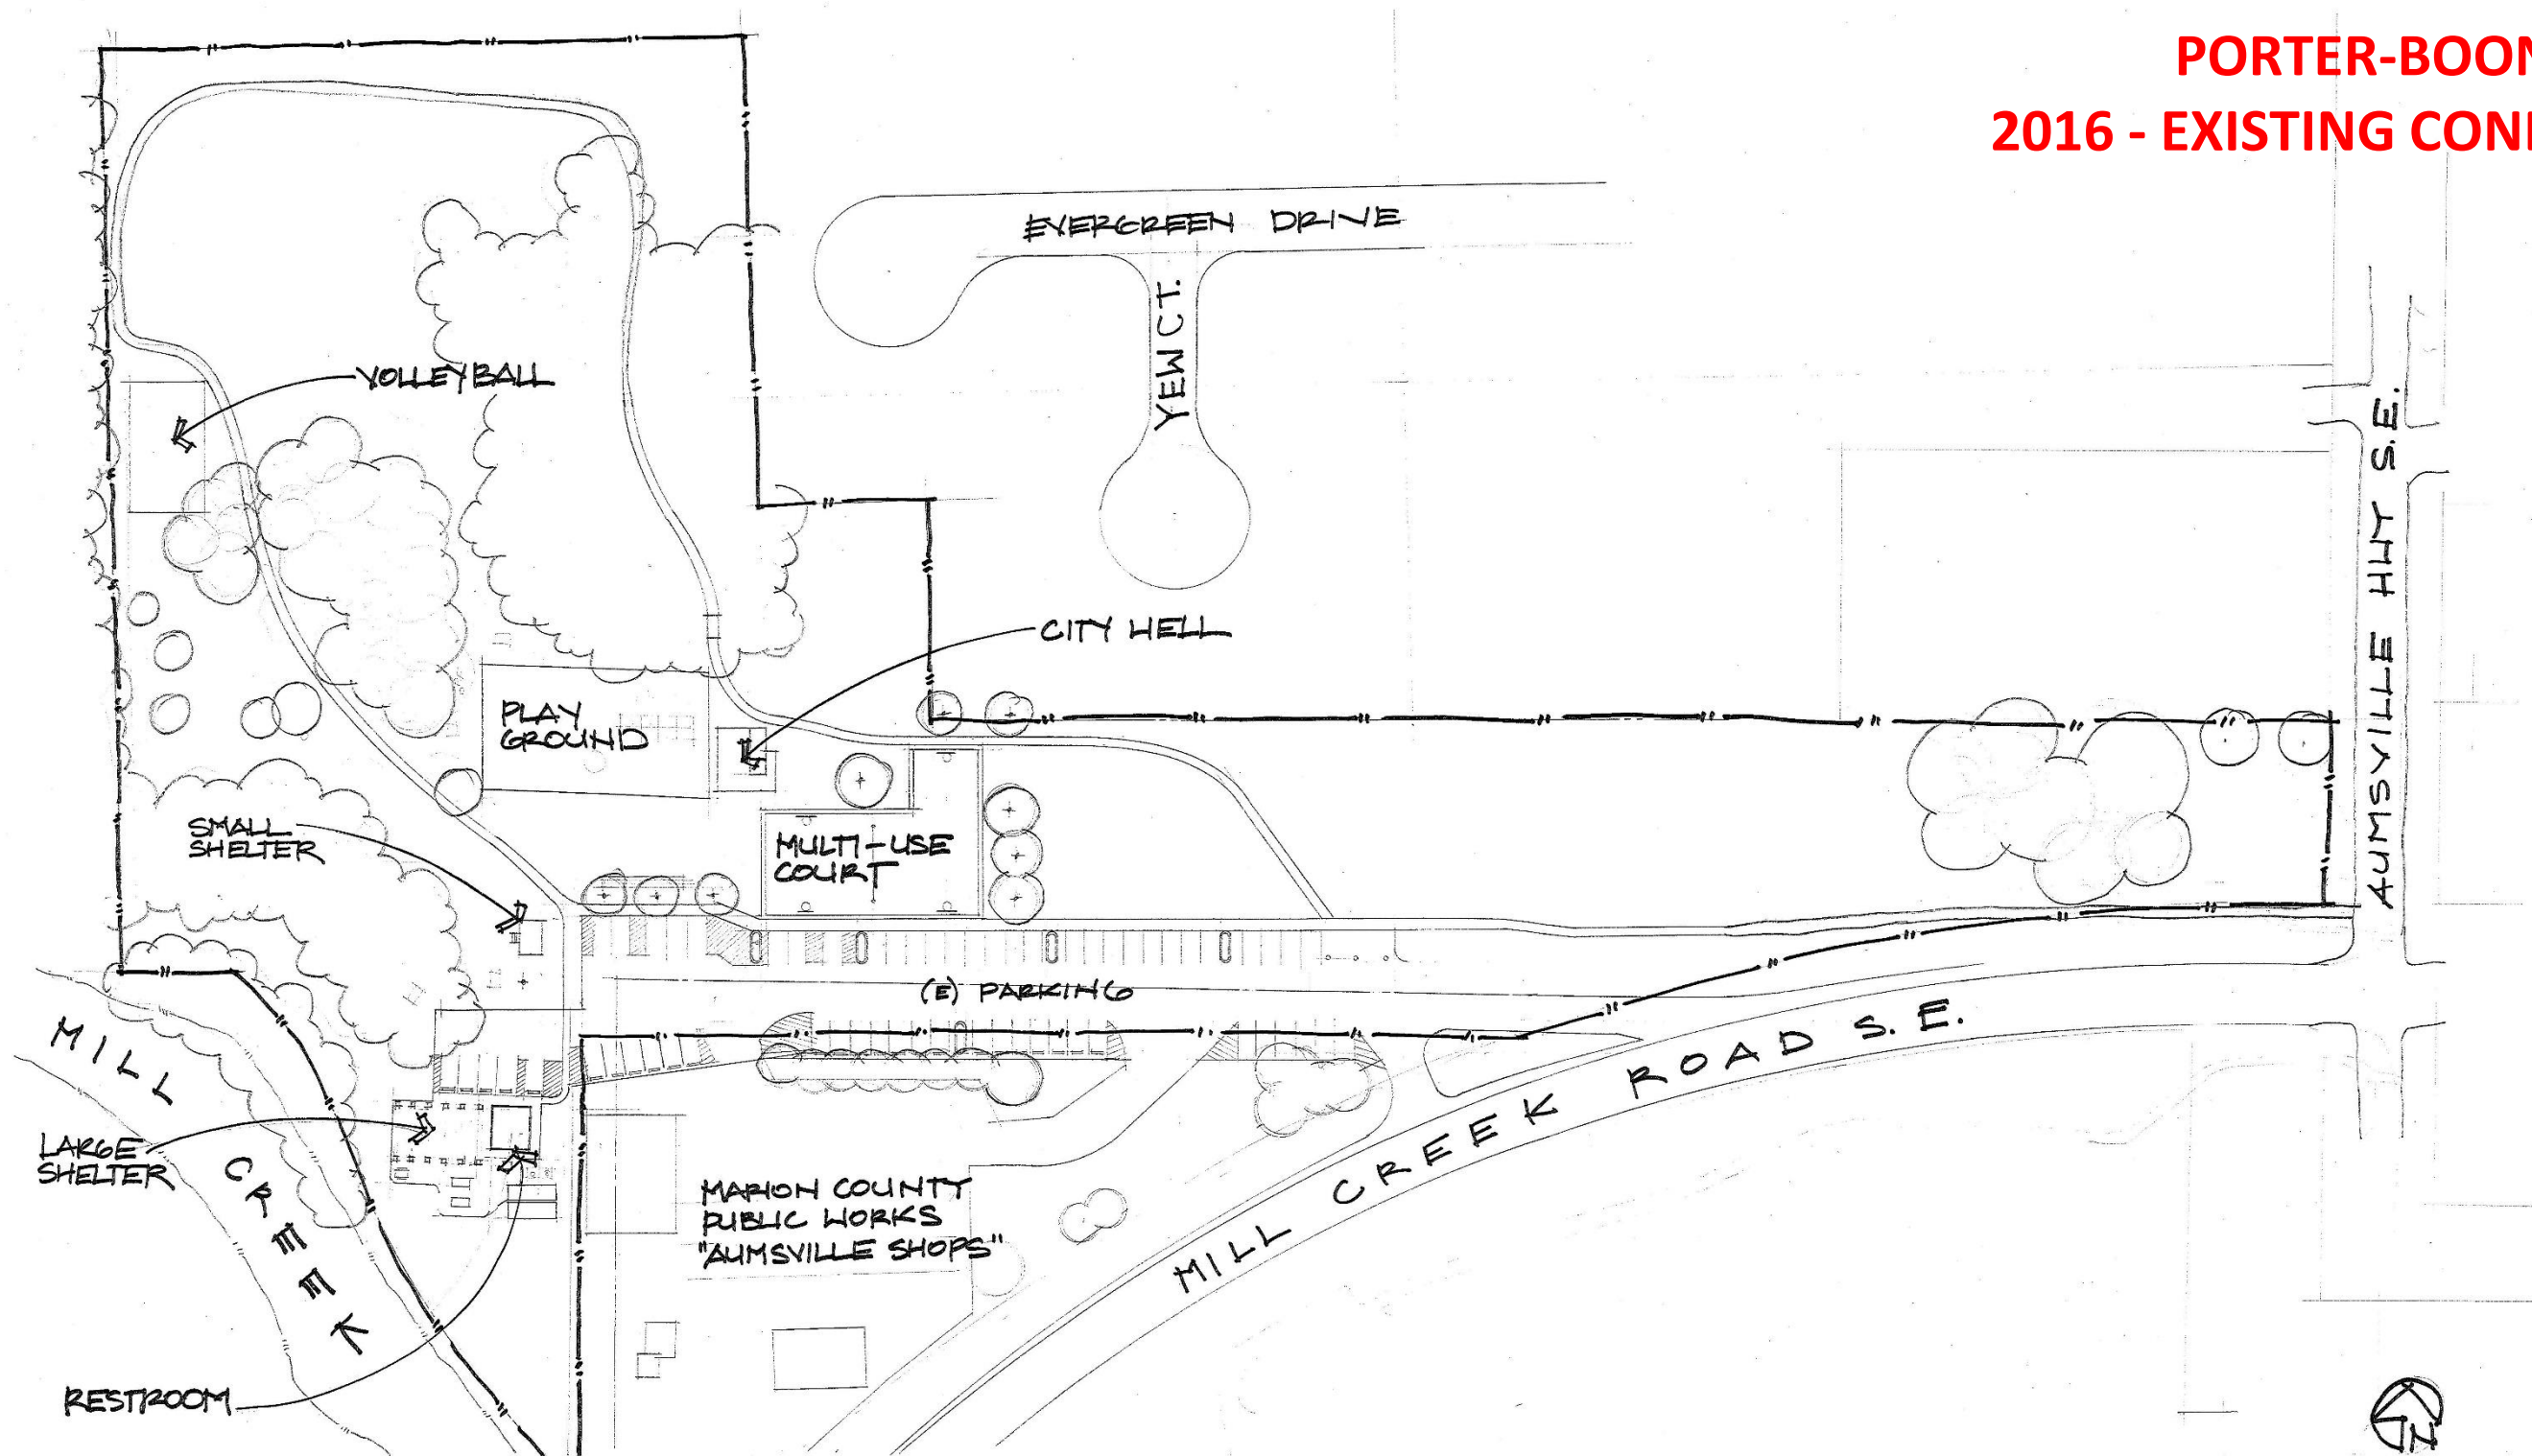 PORTER-BOON
2016 - EXISTING CON
EVERGREEN DRIVE
YEW CT.
VOLLEYBALL
AUMSVILLE HWY S.E.
CITY WELL
PLAY
GROUND
SMALL
SHELTER
MULTI-USE
COURT
(E) PARKING
MILL CREEK
MILL CREEK ROAD S.E.
LARGE
SHELTER
MARION COUNTY
PUBLIC WORKS
"AUMSVILLE SHOPS"
RESTROOM
N